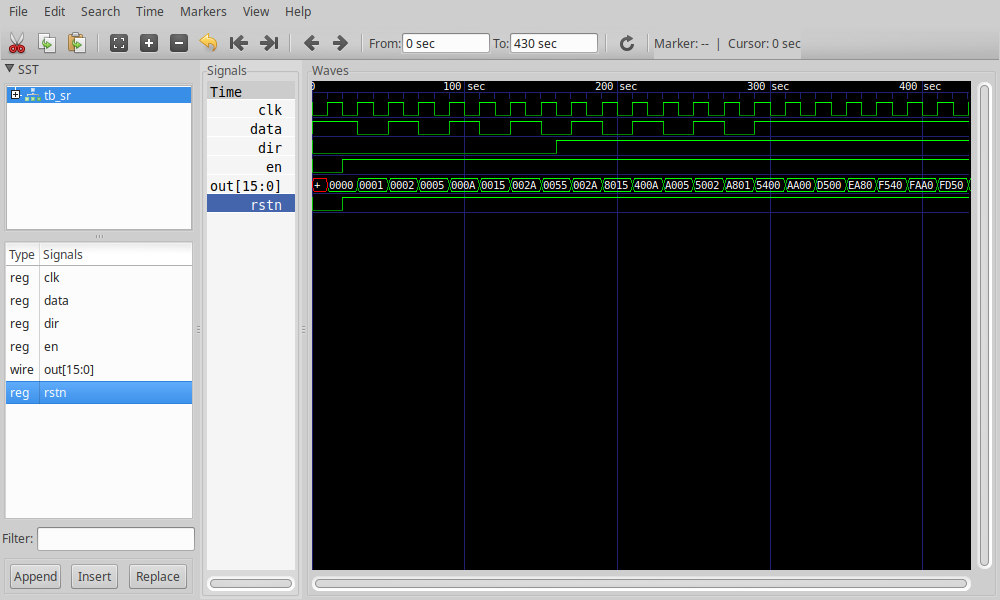 File Edit Search Time Markers View Help
From: 0 sec To: 430 sec Marker: -- | Cursor: 0 sec
SST
tb_sr
Type Signals
reg clk
reg data
reg dir
reg en
wire out[15:0]
reg rstn
Filter:
Append Insert Replace
Signals
Time
clk
data
dir
en
out[15:0]
rstn
Waves
0 100 sec 200 sec 300 sec 400 sec
+ 0000 0001 0002 0005 000A 0015 002A 0055 002A 8015 400A A005 5002 A801 5400 AA00 D500 EA80 F540 FAA0 FD50